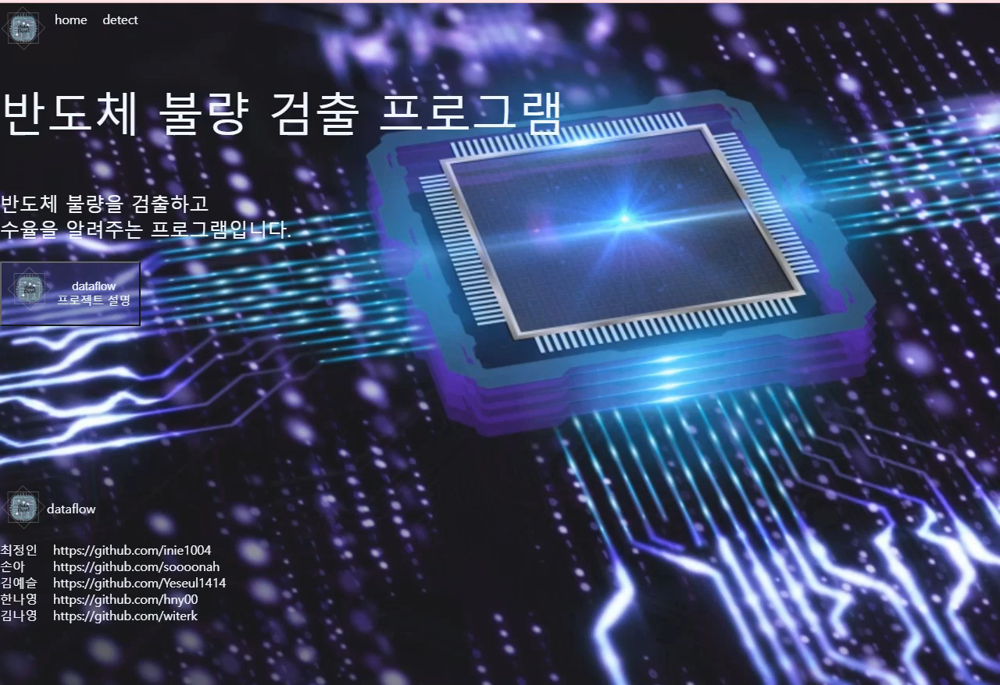 home detect
반도체 불량 검출 프로그램
반도체 불량을 검출하고
수율을 알려주는 프로그램입니다.
dataflow
프로젝트 설명
dataflow
최정인 https://github.com/inie1004
손아 https://github.com/soooonah
김예슬 https://github.com/Yeseul1414
한나영 https://github.com/hny00
김나영 https://github.com/witerk